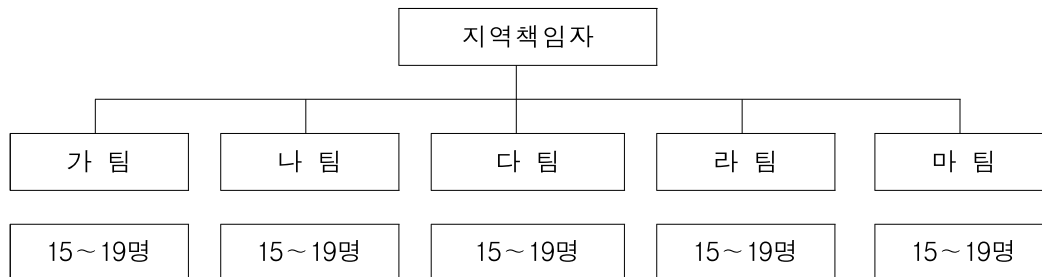 지역책임자
가 팀 나 팀 다 팀 라 팀 마 팀
15～19명 15～19명 15～19명 15～19명 15～19명